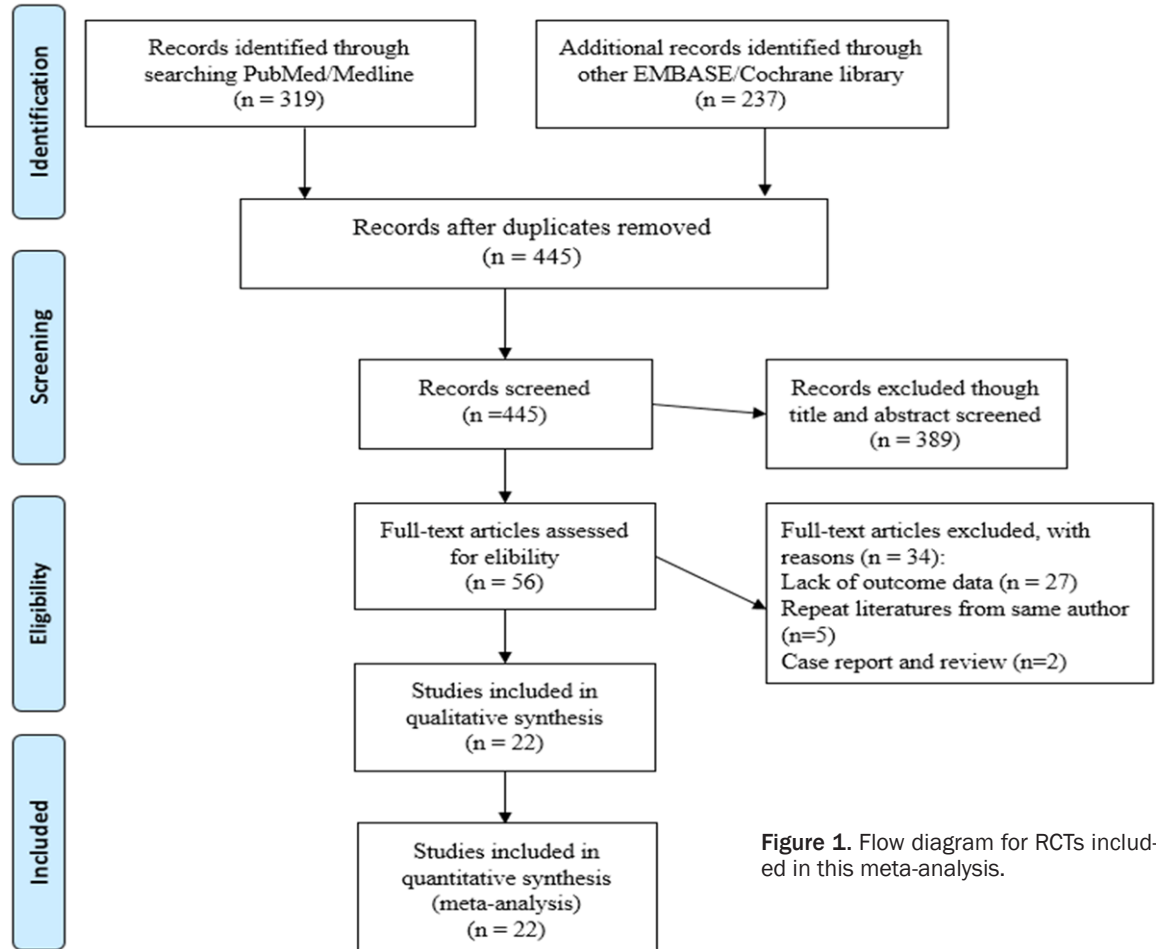 Identification
Records identified through
searching PubMed/Medline
(n = 319)
Additional records identified through
other EMBASE/Cochrane library
(n = 237)
Records after duplicates removed
(n = 445)
Screening
Records screened
(n =445)
Records excluded though
title and abstract screened
(n = 389)
Eligibility
Full-text articles assessed
for elibility
(n = 56)
Full-text articles excluded, with
reasons (n = 34):
Lack of outcome data (n = 27)
Repeat literatures from same author
(n=5)
Case report and review (n=2)
Studies included in
qualitative synthesis
(n = 22)
Included
Studies included in
quantitative synthesis
(meta-analysis)
(n = 22)
Figure 1. Flow diagram for RCTs includ-
ed in this meta-analysis.